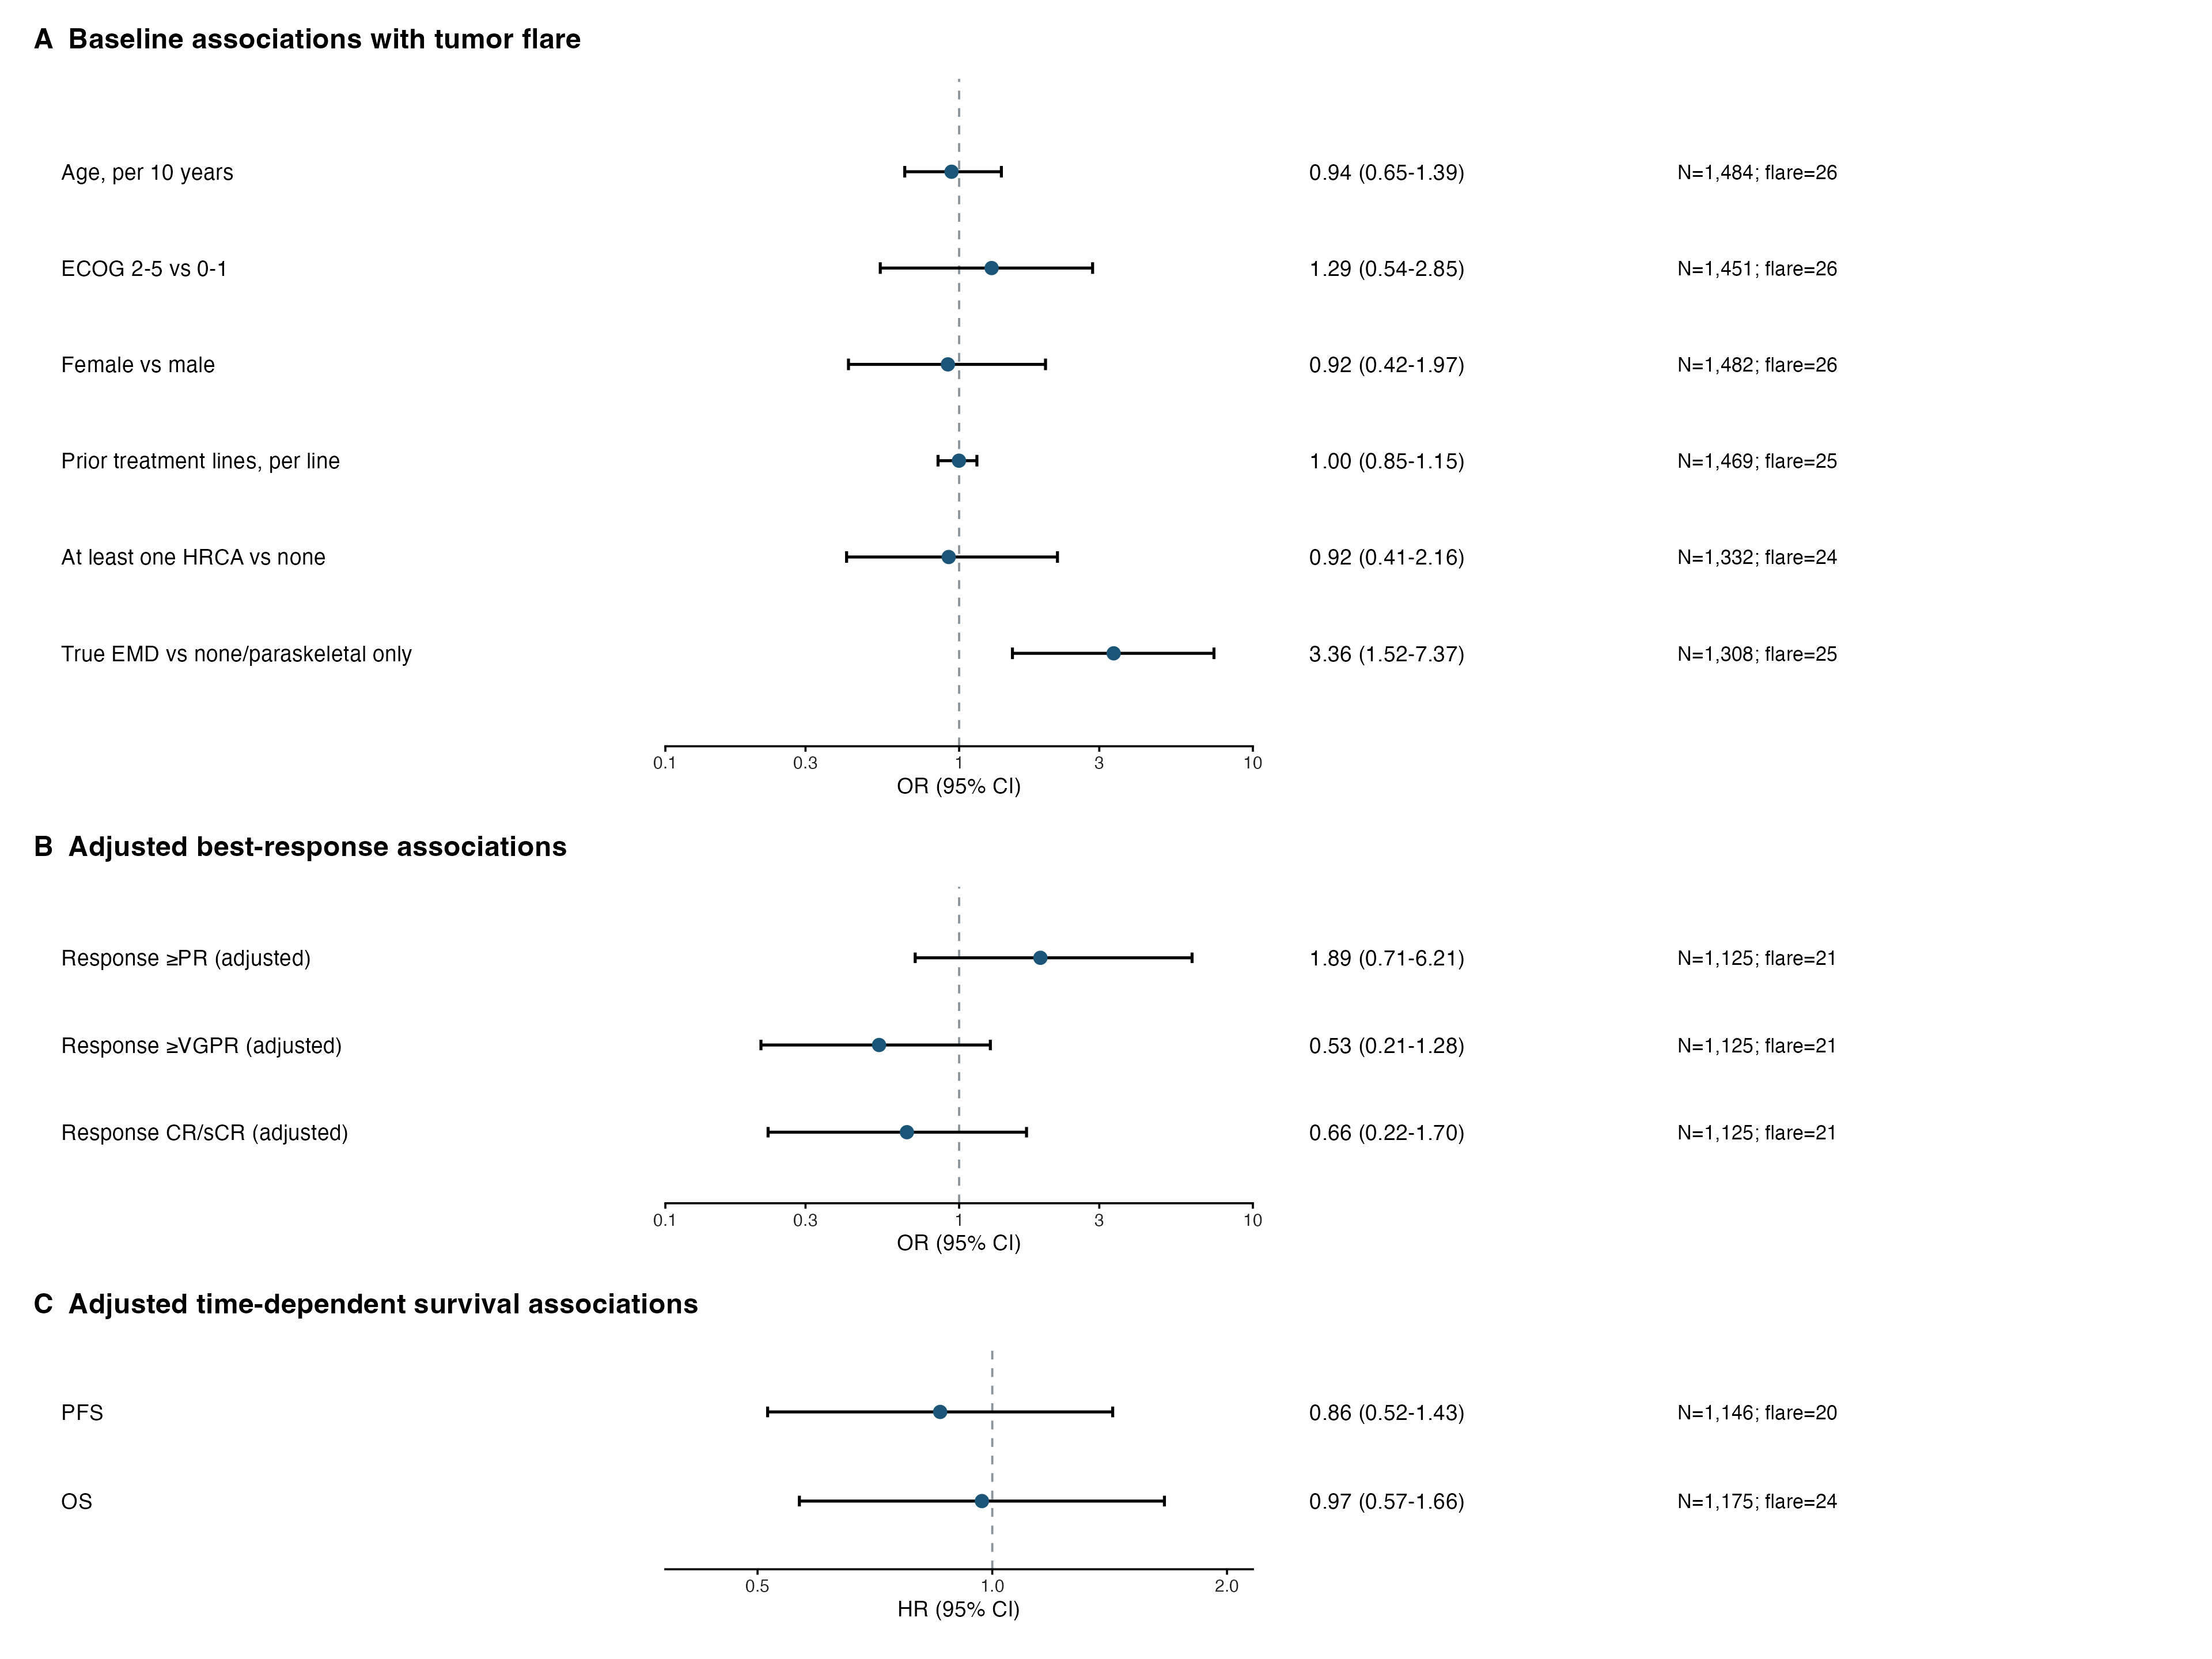 A Baseline associations with tumor flare
Age, per 10 years 0.94 (0.65-1.39) N=1,484; flare=26
ECOG 2-5 vs 0-1 1.29 (0.54-2.85) N=1,451; flare=26
Female vs male 0.92 (0.42-1.97) N=1,482; flare=26
Prior treatment lines, per line 1.00 (0.85-1.15) N=1,469; flare=25
At least one HRCA vs none 0.92 (0.41-2.16) N=1,332; flare=24
True EMD vs none/paraskeletal only 3.36 (1.52-7.37) N=1,308; flare=25
0.1 0.3 1 3 10
OR (95% CI)
B Adjusted best-response associations
Response ≥PR (adjusted) 1.89 (0.71-6.21) N=1,125; flare=21
Response ≥VGPR (adjusted) 0.53 (0.21-1.28) N=1,125; flare=21
Response CR/sCR (adjusted) 0.66 (0.22-1.70) N=1,125; flare=21
0.1 0.3 1 3 10
OR (95% CI)
C Adjusted time-dependent survival associations
PFS 0.86 (0.52-1.43) N=1,146; flare=20
OS 0.97 (0.57-1.66) N=1,175; flare=24
0.5 1.0 2.0
HR (95% CI)